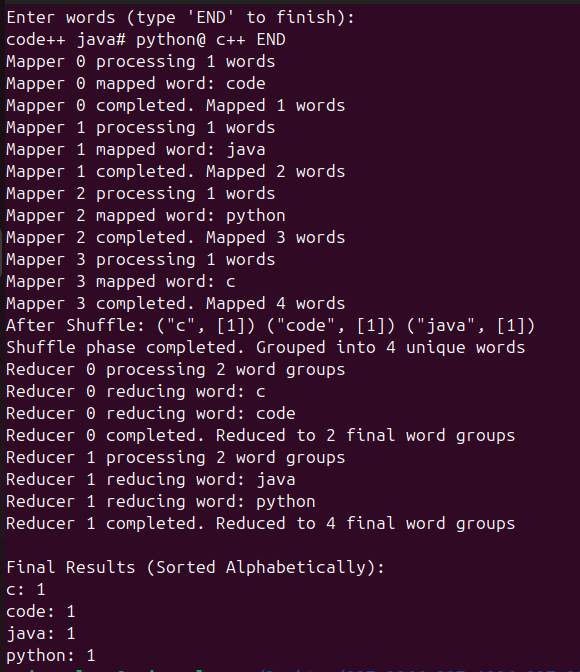 Enter words (type 'END' to finish):
code++ java# python@ c++ END
Mapper 0 processing 1 words
Mapper 0 mapped word: code
Mapper 0 completed. Mapped 1 words
Mapper 1 processing 1 words
Mapper 1 mapped word: java
Mapper 1 completed. Mapped 2 words
Mapper 2 processing 1 words
Mapper 2 mapped word: python
Mapper 2 completed. Mapped 3 words
Mapper 3 processing 1 words
Mapper 3 mapped word: c
Mapper 3 completed. Mapped 4 words
After Shuffle: ("c", [1]) ("code", [1]) ("java", [1])
Shuffle phase completed. Grouped into 4 unique words
Reducer 0 processing 2 word groups
Reducer 0 reducing word: c
Reducer 0 reducing word: code
Reducer 0 completed. Reduced to 2 final word groups
Reducer 1 processing 2 word groups
Reducer 1 reducing word: java
Reducer 1 reducing word: python
Reducer 1 completed. Reduced to 4 final word groups
Final Results (Sorted Alphabetically):
c: 1
code: 1
java: 1
python: 1